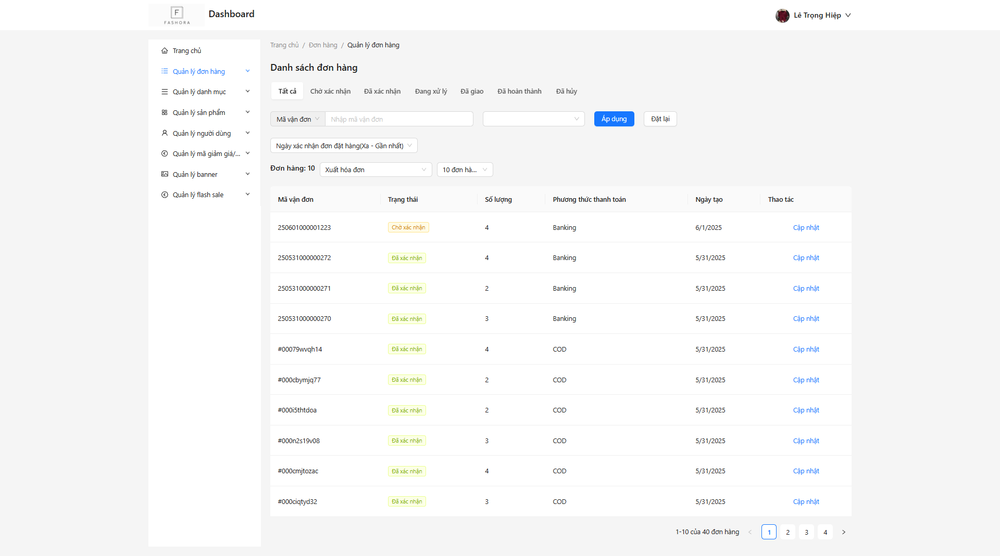 F
FASHORA
Dashboard
Lê Trọng Hiệp
Trang chủ
Quản lý đơn hàng
Quản lý danh mục
Quản lý sản phẩm
Quản lý người dùng
Quản lý mã giảm giá/...
Quản lý banner
Quản lý flash sale
Trang chủ / Đơn hàng / Quản lý đơn hàng
Danh sách đơn hàng
Tất cả Chờ xác nhận Đã xác nhận Đang xử lý Đã giao Đã hoàn thành Đã hủy
Mã vận đơn Nhập mã vận đơn Áp dụng Đặt lại
Ngày xác nhận đơn đặt hàng(Xa - Gần nhất)
Đơn hàng: 10 Xuất hóa đơn 10 đơn hà...
Mã vận đơn Trạng thái Số lượng Phương thức thanh toán Ngày tạo Thao tác
250601000001223 Chờ xác nhận 4 Banking 6/1/2025 Cập nhật
250531000000272 Đã xác nhận 4 Banking 5/31/2025 Cập nhật
250531000000271 Đã xác nhận 2 Banking 5/31/2025 Cập nhật
250531000000270 Đã xác nhận 3 Banking 5/31/2025 Cập nhật
#00079wvqh14 Đã xác nhận 4 COD 5/31/2025 Cập nhật
#000cbymjq77 Đã xác nhận 2 COD 5/31/2025 Cập nhật
#000i5thtdoa Đã xác nhận 2 COD 5/31/2025 Cập nhật
#000n2s19v08 Đã xác nhận 3 COD 5/31/2025 Cập nhật
#000cmjtozac Đã xác nhận 4 COD 5/31/2025 Cập nhật
#000ciqtyd32 Đã xác nhận 3 COD 5/31/2025 Cập nhật
1-10 của 40 đơn hàng < 1 2 3 4 >